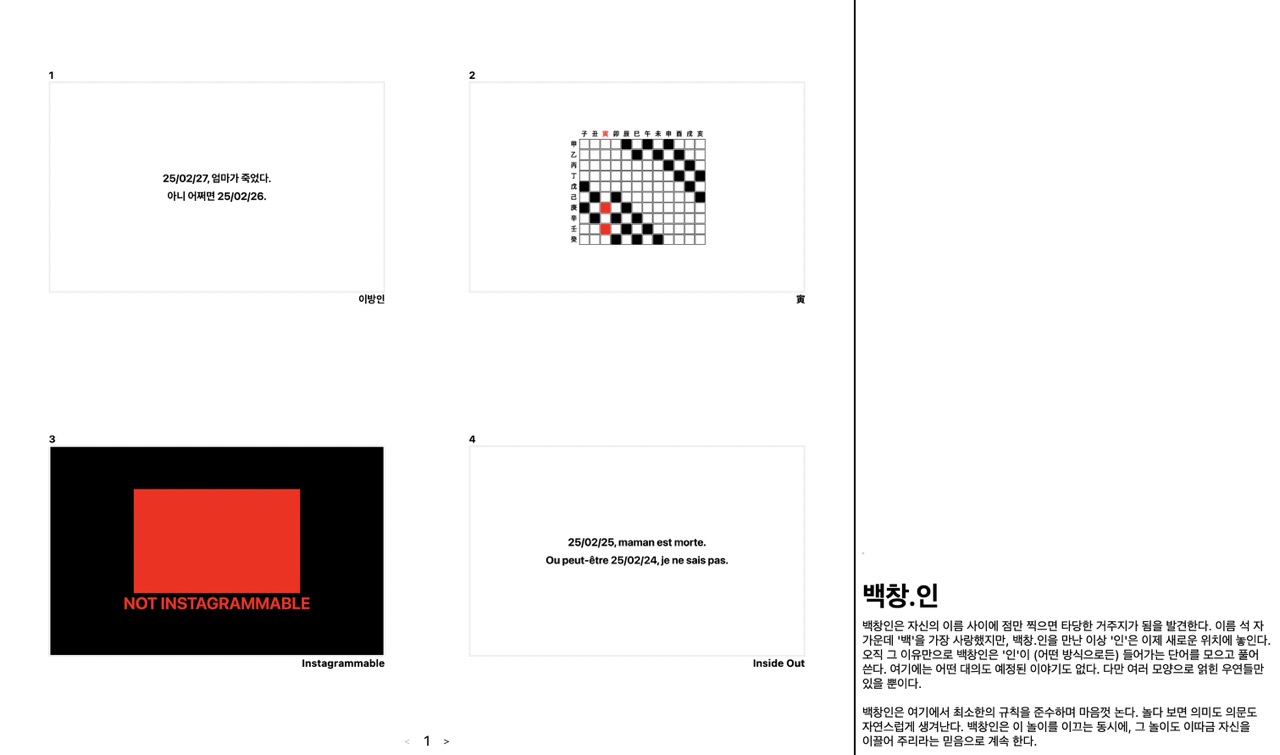 1
25/02/27, 엄마가 죽었다.
아니 어쩌면 25/02/26.
이방인
2
子 丑 寅 卯 辰 巳 午 未 申 酉 戌 亥
甲
乙
丙
丁
戊
己
庚
辛
壬
癸
寅
3
NOT INSTAGRAMMABLE
Instagrammable
4
25/02/25, maman est morte.
Ou peut-être 25/02/24, je ne sais pas.
Inside Out
< 1 >
백창.인
백창인은 자신의 이름 사이에 점만 찍으면 타당한 거주지가 됨을 발견한다. 이름 석 자
가운데 '백'을 가장 사랑했지만, 백창.인을 만난 이상 '인'은 이제 새로운 위치에 놓인다.
오직 그 이유만으로 백창인은 '인'이 (어떤 방식으로든) 들어가는 단어를 모으고 풀어
쓴다. 여기에는 어떤 대의도 예정된 이야기도 없다. 다만 여러 모양으로 얽힌 우연들만
있을 뿐이다.
백창인은 여기에서 최소한의 규칙을 준수하며 마음껏 논다. 놀다 보면 의미도 의문도
자연스럽게 생겨난다. 백창인은 이 놀이를 이끄는 동시에, 그 놀이도 이따금 자신을
이끌어 주리라는 믿음으로 계속 한다.